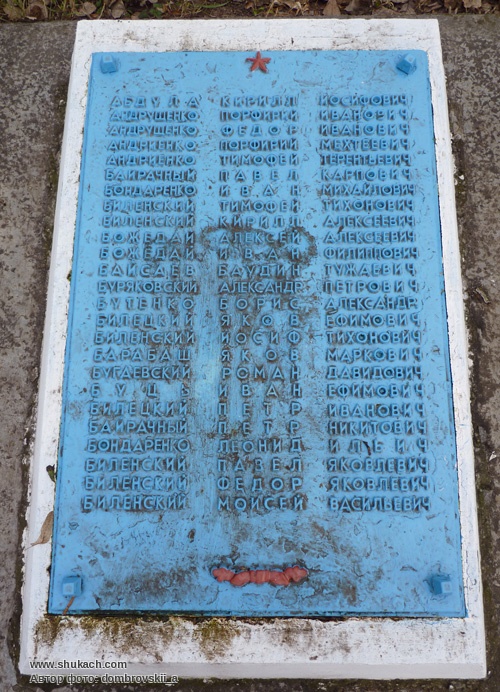 АБДУЛА КИРИЛЛ ИОСИФОВИЧ
АНДРУЩЕНКО ПОРФИРИЙ ИВАНОВИЧ
АНДРУЩЕНКО ФЕДОР ИВАНОВИЧ
ПОРФИРИЙ МЕХТЕЕВИЧ
АНДРИЕНКО ТИМОФЕЙ ТЕРЕНТЬЕВИЧ
БАЙРАЧНЫЙ ПАВЕЛ КАРПОВИЧ
БОНДАРЕНКО ИВАН МИХАЙЛОВИЧ
БИЛЕНСКИЙ ТИМОФЕЙ ТИХОНОВИЧ
БИЛЕНСКИЙ КИРИЛЛ АЛЕКСЕЕВИЧ
БОЖЕДАЙ АЛЕКСЕЙ АЛЕКСЕЕВИЧ
БОЖЕДАЙ ИВАН ФИЛИППОВИЧ
БАЙСАЕВ ТУЖАЕВИЧ
БУРЯКОВСКИЙ АЛЕКСАНДР ПЕТРОВИЧ
БУТЕНКО БОРИС АЛЕКСАНДР
БИЛЕЦКИЙ ЯКОВ ЕФИМОВИЧ
БИЛЕНСКИЙ ИОСИФ ТИХОНОВИЧ
БАРАБАШ ЯКОВ МАРКОВИЧ
БУГАЕВСКИЙ РОМАН ДАВИДОВИЧ
ИВАН ЕФИМОВИЧ
БИЛЕЦКИЙ ПЕТР ИВАНОВИЧ
БАЙРАЧНЫЙ ПЕТР НИКИТОВИЧ
БОНДАРЕНКО ЛЕОНИД ИЛЬИЧ
БИЛЕНСКИЙ ПАВЕЛ ЯКОВЛЕВИЧ
БИЛЕНСКИЙ ФЕДОР ЯКОВЛЕВИЧ
БИЛЕНСКИЙ МОИСЕЙ ВАСИЛЬЕВИЧ
www.shukach.com
Автор фото: dombrovskii_a